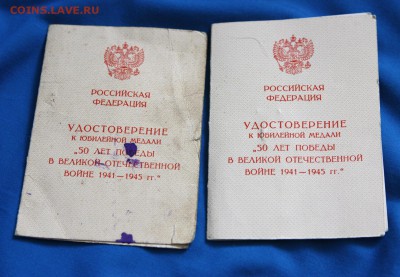 COINS.LAVE.RU
РОССИЙСКАЯ
ФЕДЕРАЦИЯ
УДОСТОВЕРЕНИЕ
К ЮБИЛЕЙНОЙ МЕДАЛИ
„50 ЛЕТ ПОБЕДЫ
В ВЕЛИКОЙ ОТЕЧЕСТВЕННОЙ
ВОЙНЕ 1941—1945 гг."
РОССИЙСКАЯ
ФЕДЕРАЦИЯ
УДОСТОВЕРЕНИЕ
К ЮБИЛЕЙНОЙ МЕДАЛИ
„50 ЛЕТ ПОБЕДЫ
В ВЕЛИКОЙ ОТЕЧЕСТВЕННОЙ
ВОЙНЕ 1941—1945 гг."